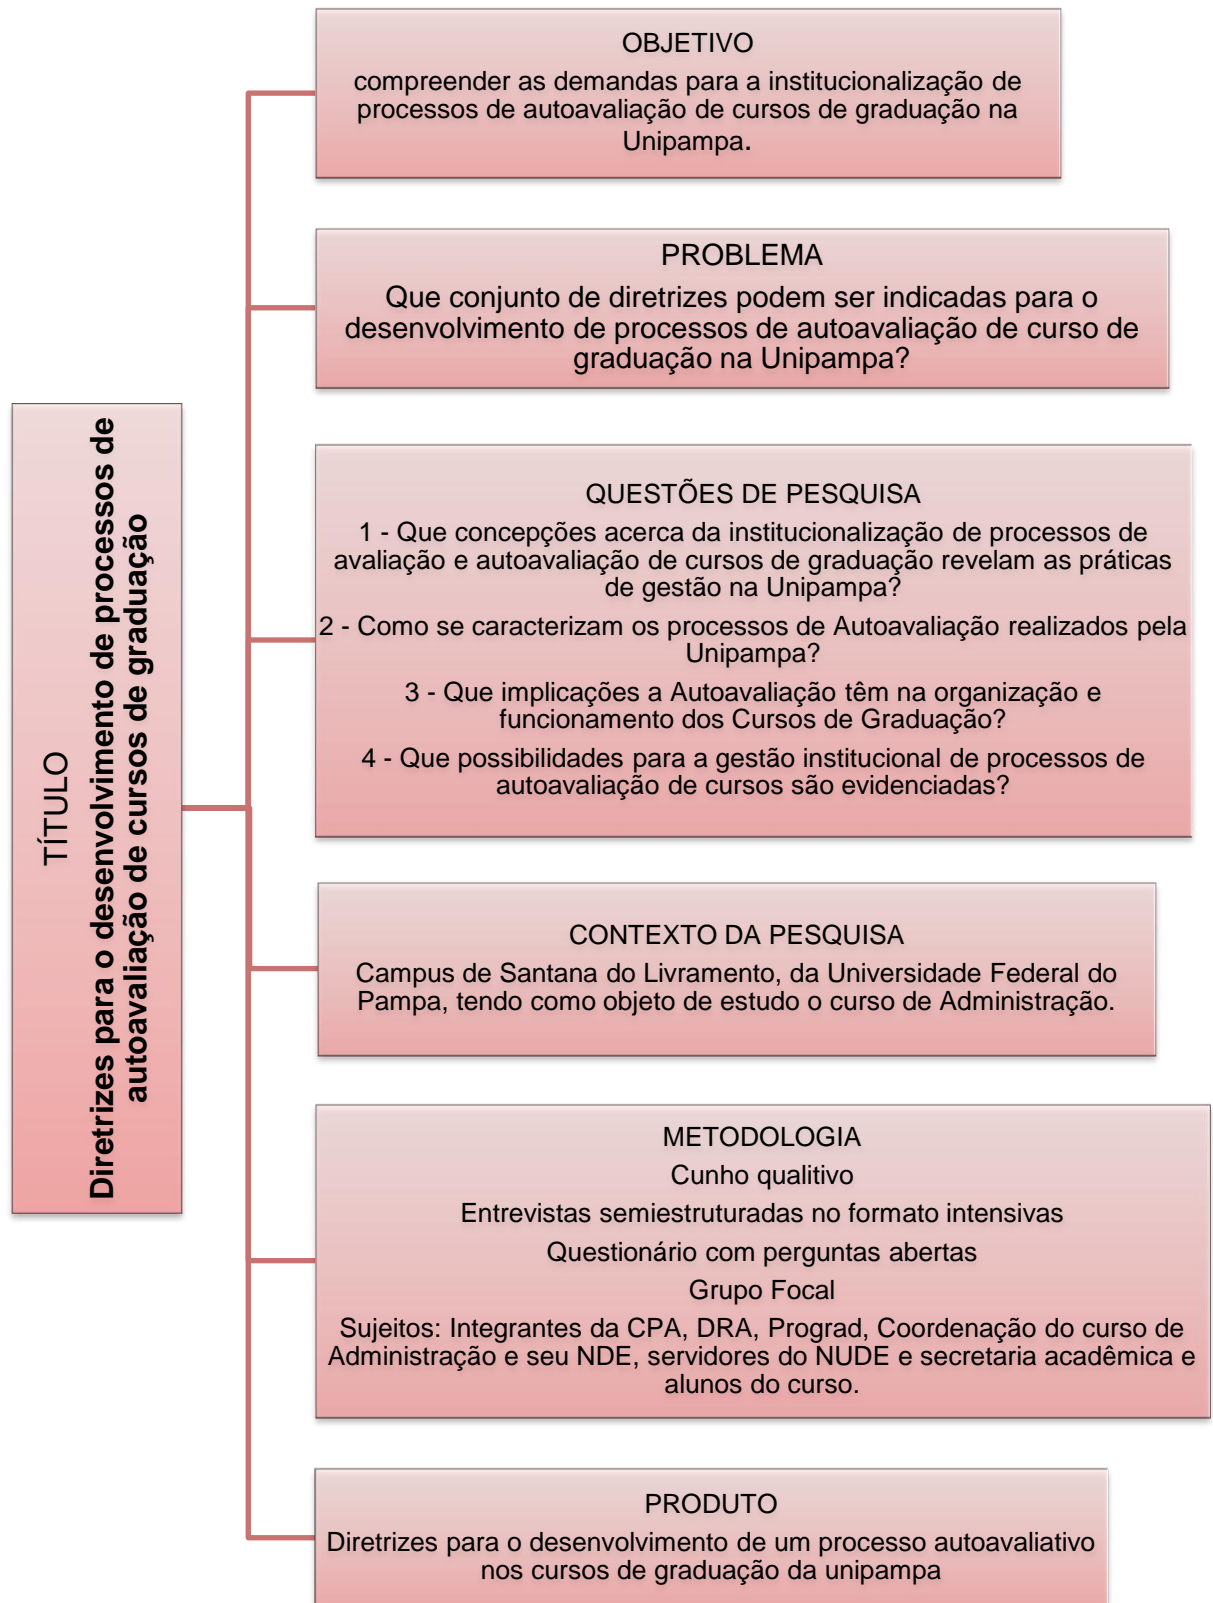 TÍTULO
Diretrizes para o desenvolvimento de processos de
autoavaliação de cursos de graduação
OBJETIVO
compreender as demandas para a institucionalização de
processos de autoavaliação de cursos de graduação na
Unipampa.
PROBLEMA
Que conjunto de diretrizes podem ser indicadas para o
desenvolvimento de processos de autoavaliação de curso de
graduação na Unipampa?
QUESTÕES DE PESQUISA
1 - Que concepções acerca da institucionalização de processos de
avaliação e autoavaliação de cursos de graduação revelam as práticas
de gestão na Unipampa?
2 - Como se caracterizam os processos de Autoavaliação realizados pela
Unipampa?
3 - Que implicações a Autoavaliação têm na organização e
funcionamento dos Cursos de Graduação?
4 - Que possibilidades para a gestão institucional de processos de
autoavaliação de cursos são evidenciadas?
CONTEXTO DA PESQUISA
Campus de Santana do Livramento, da Universidade Federal do
Pampa, tendo como objeto de estudo o curso de Administração.
METODOLOGIA
Cunho qualitivo
Entrevistas semiestruturadas no formato intensivas
Questionário com perguntas abertas
Grupo Focal
Sujeitos: Integrantes da CPA, DRA, Prograd, Coordenação do curso de
Administração e seu NDE, servidores do NUDE e secretaria acadêmica e
alunos do curso.
PRODUTO
Diretrizes para o desenvolvimento de um processo autoavaliativo
nos cursos de graduação da unipampa